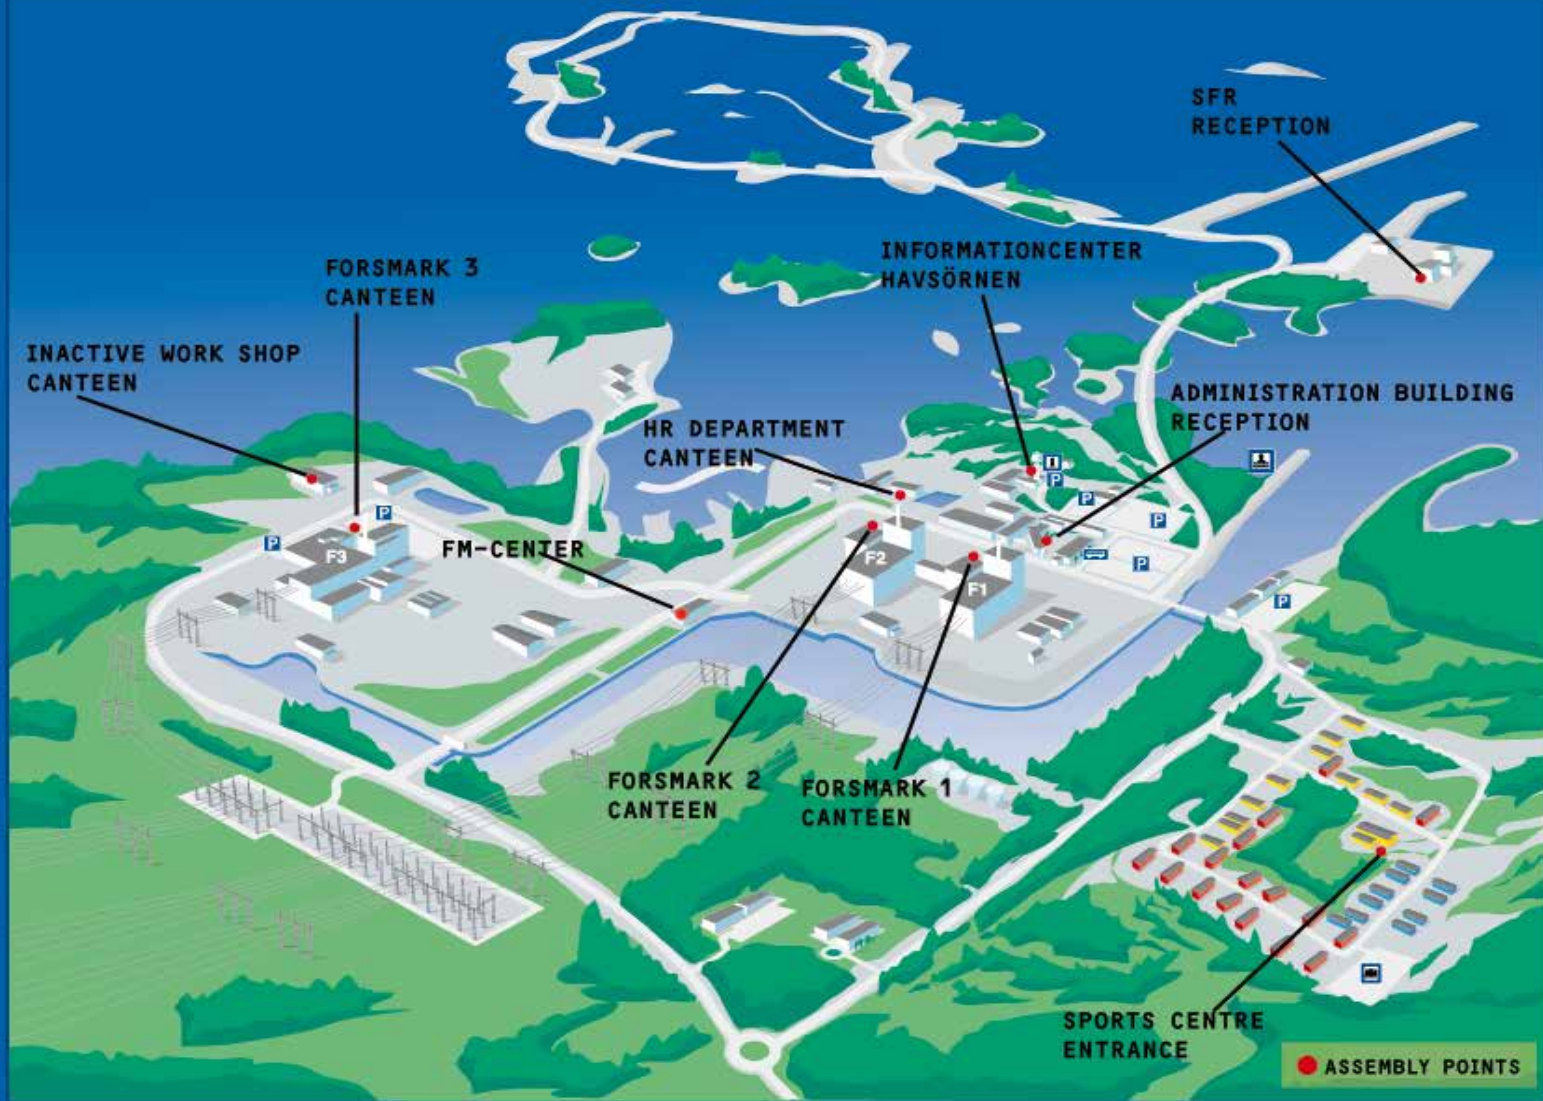 SFR
RECEPTION
INFORMATIONCENTER
HAVSÖRNEN
FORSMARK 3
CANTEEN
INACTIVE WORK SHOP
CANTEEN
ADMINISTRATION BUILDING
RECEPTION
HR DEPARTMENT
CANTEEN
P
P
P
P
P
P
P
F3
FM-CENTER
F2
F1
FORSMARK 2
CANTEEN
FORSMARK 1
CANTEEN
SPORTS CENTRE
ENTRANCE
ASSEMBLY POINTS